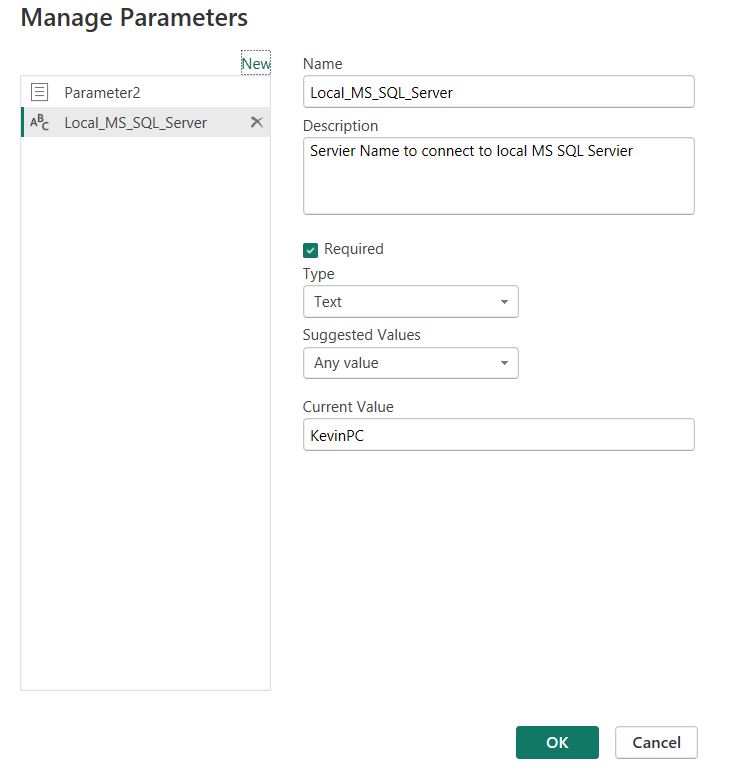 Manage Parameters
New
Parameter2
ABC Local_MS_SQL_Server
Name
Local_MS_SQL_Server
Description
Servier Name to connect to local MS SQL Servier
Required
Type
Text
Suggested Values
Any value
Current Value
KevinPC
OK
Cancel